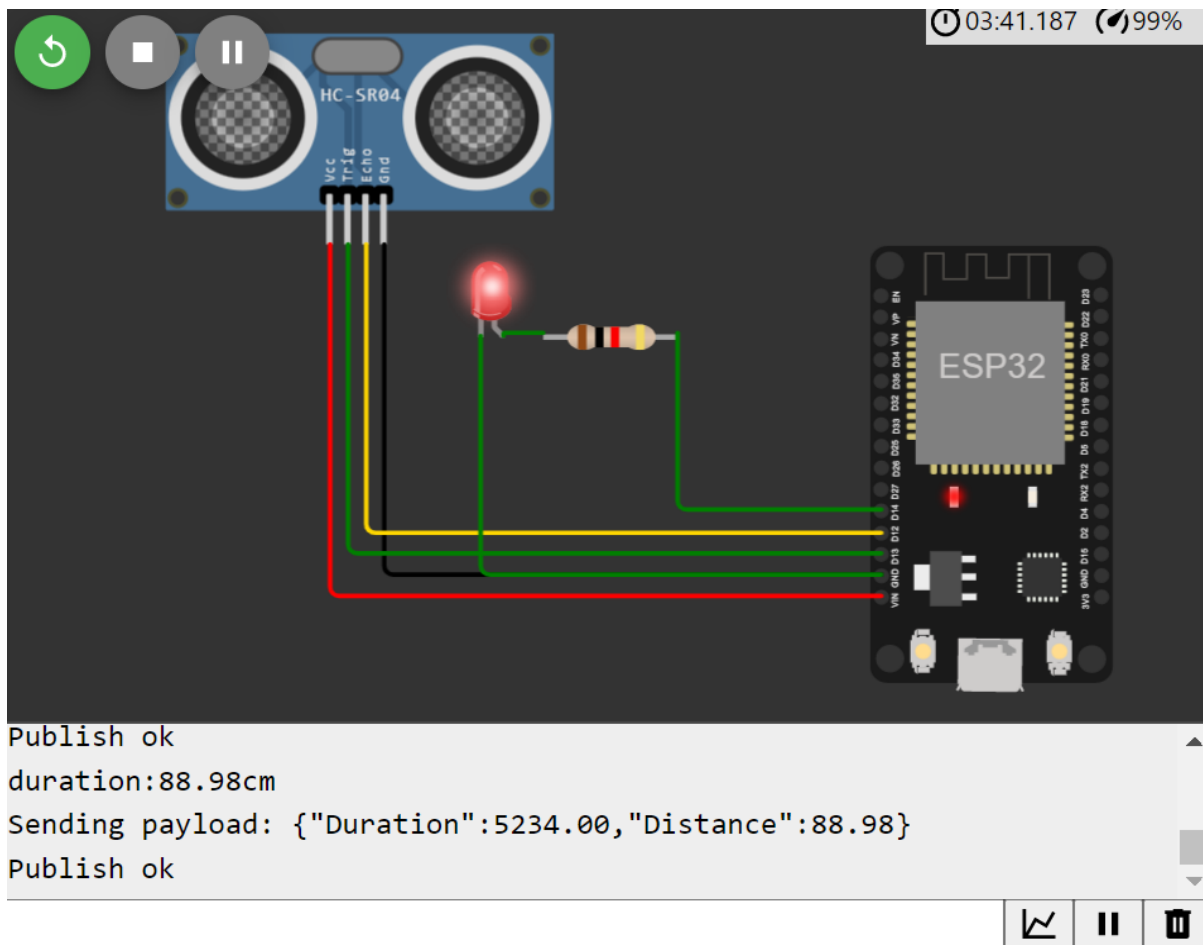 03:41.187 99%
HC-SR04
Vcc
Trig
Echo
Gnd
ESP32
EN
VP
VN
D34
D35
D32
D33
D25
D26
D27
D14
D12
D13
GND
VIN
D23
D22
TX0
RX0
D21
D19
D18
D5
TX2
RX2
D4
D2
D15
GND
3V3
Publish ok
duration:88.98cm
Sending payload: {"Duration":5234.00,"Distance":88.98}
Publish ok